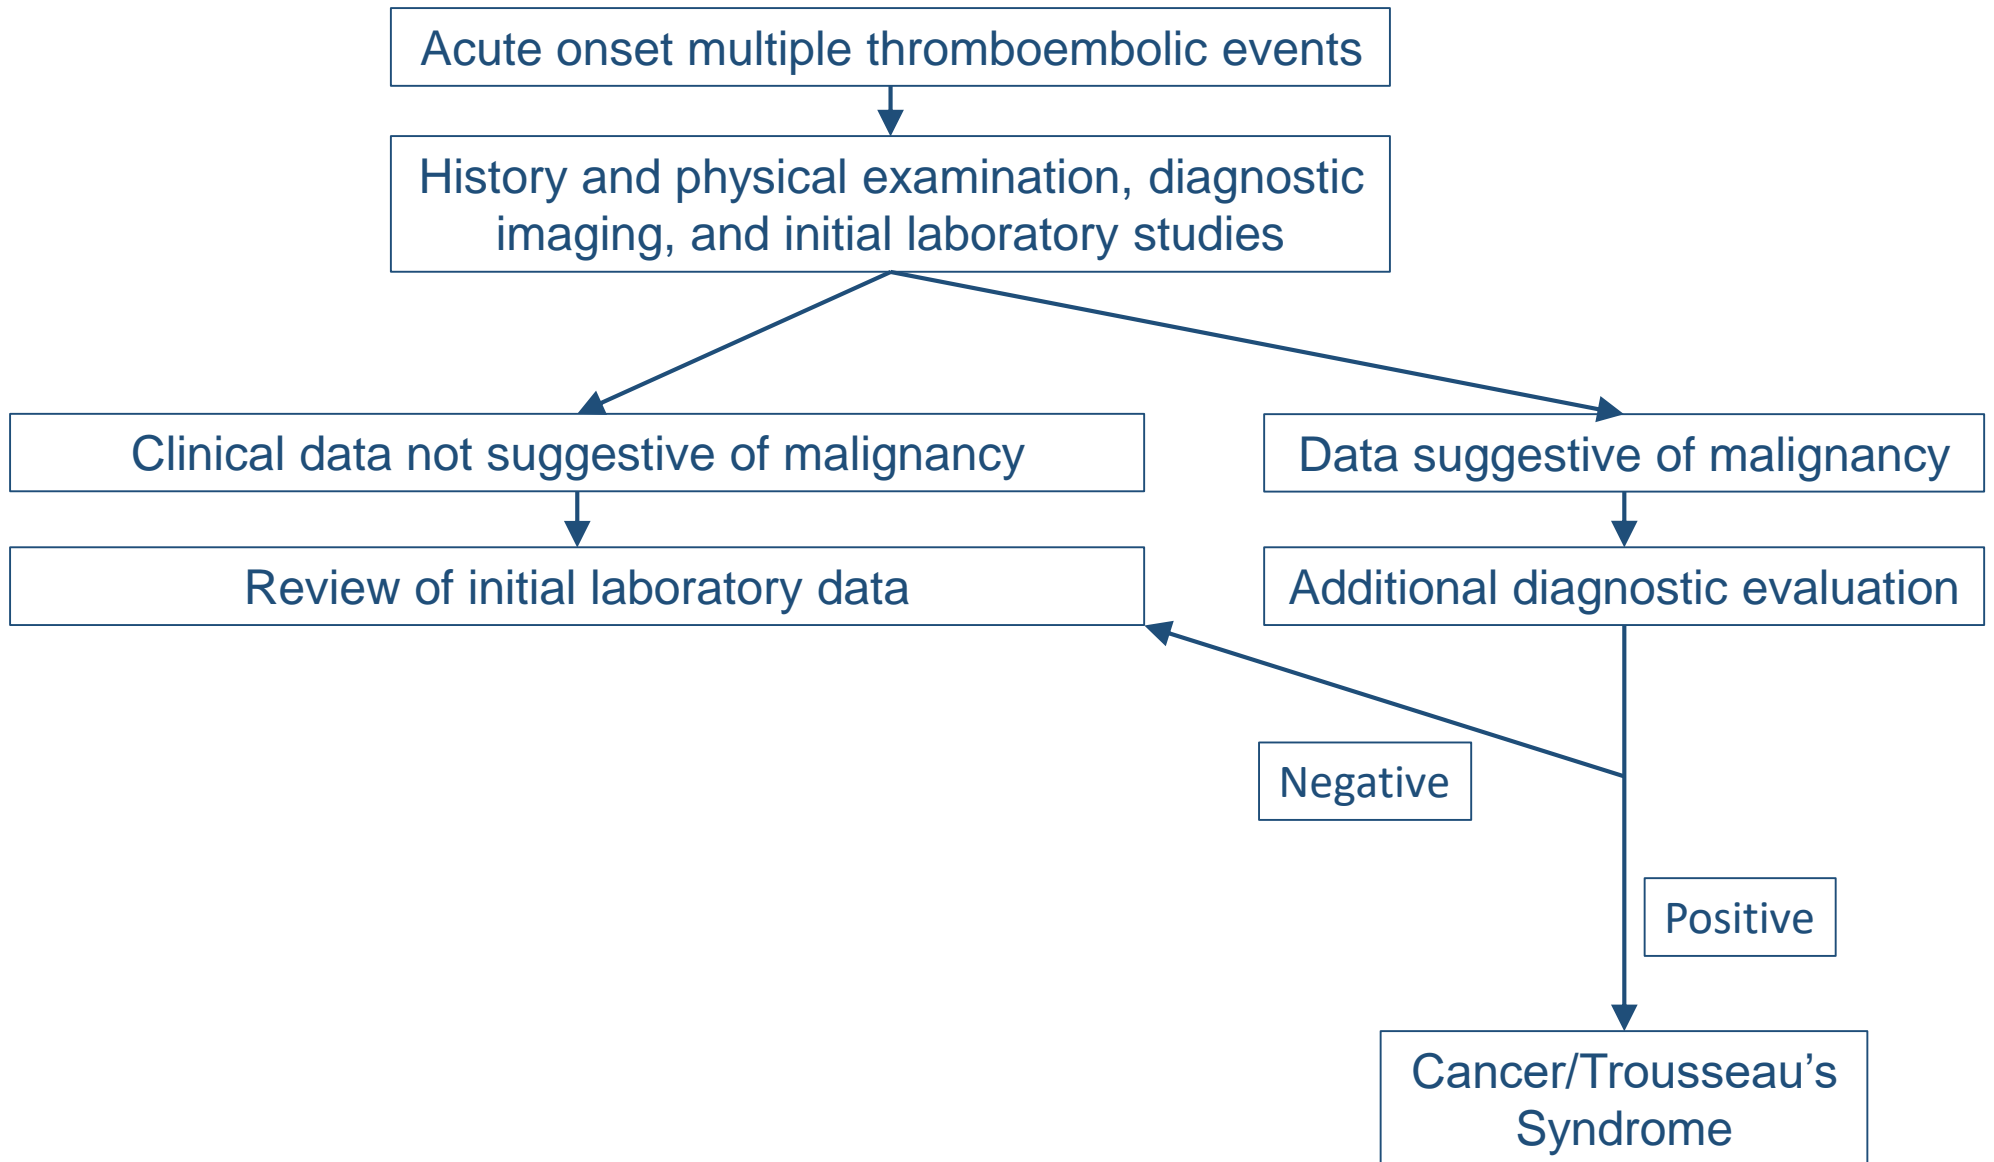 Acute onset multiple thromboembolic events
History and physical examination, diagnostic
imaging, and initial laboratory studies
Clinical data not suggestive of malignancy
Data suggestive of malignancy
Review of initial laboratory data
Additional diagnostic evaluation
Negative
Positive
Cancer/Trousseau’s
Syndrome